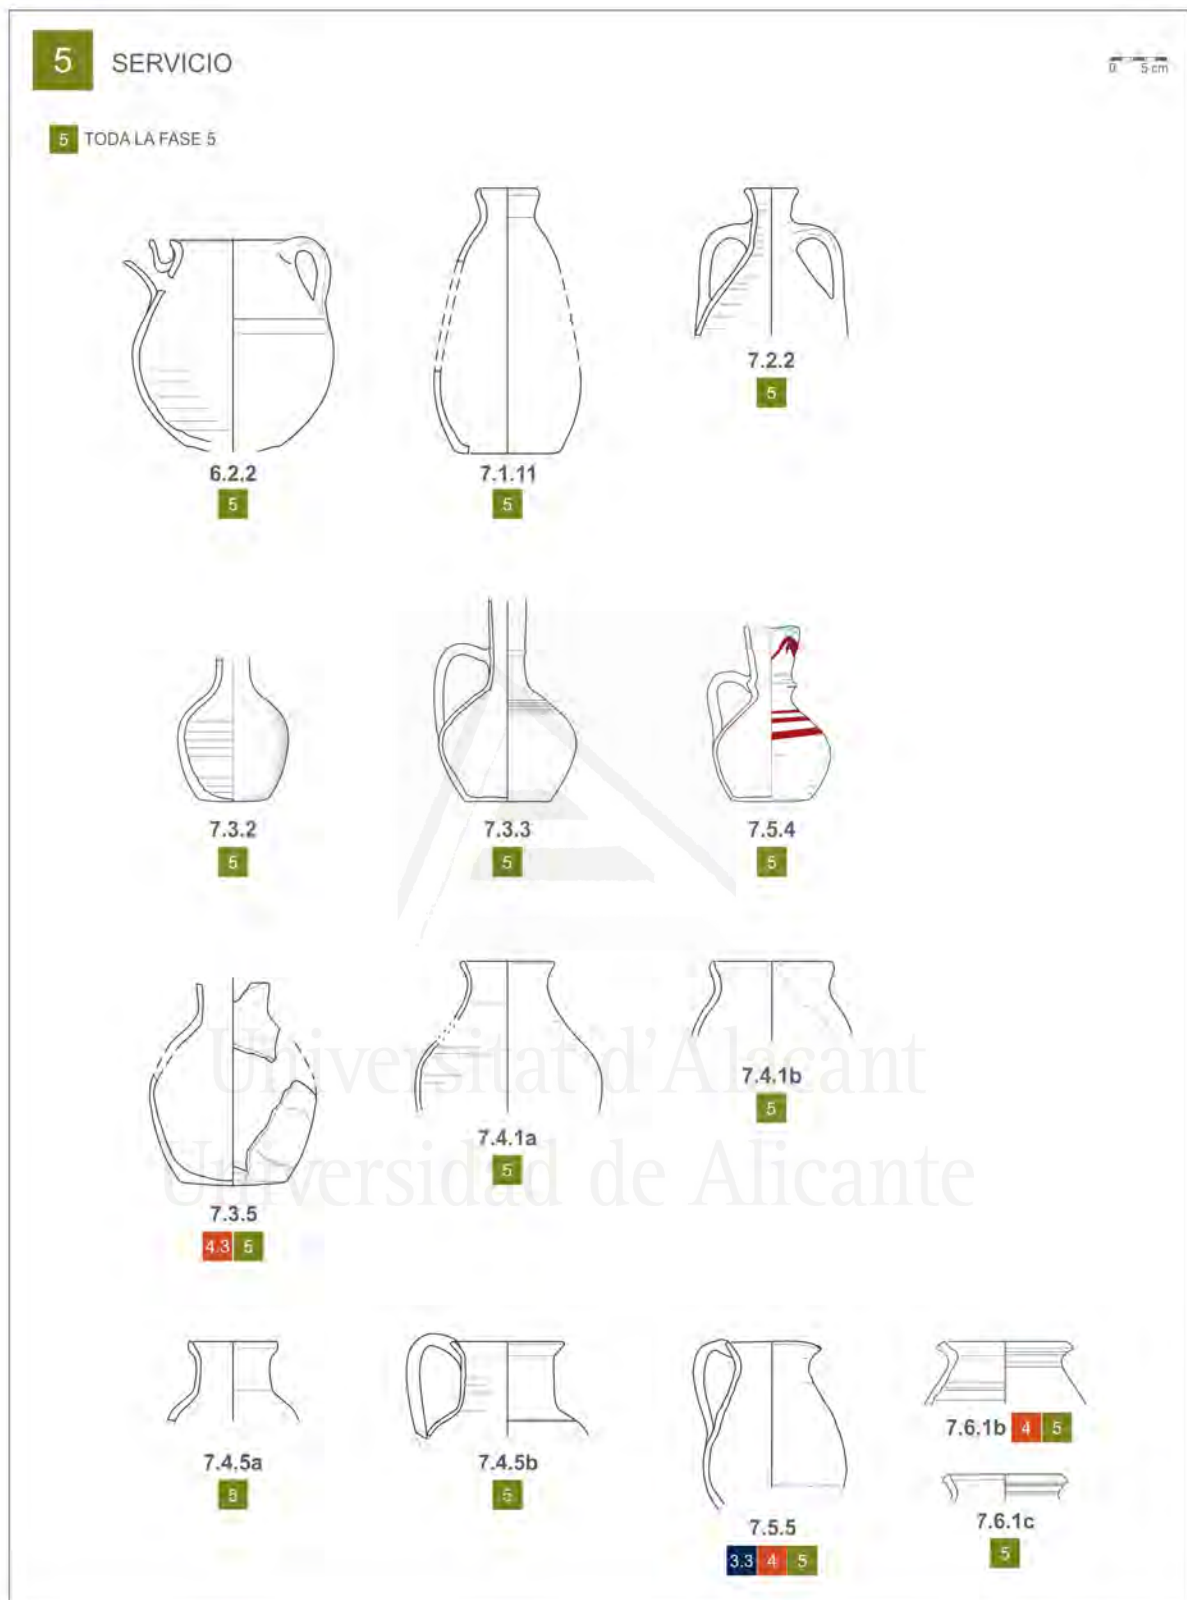 5 SERVICIO
0 5 cm
5 TODA LA FASE 5
6.2.2
5
7.1.11
5
7.2.2
5
7.3.2
5
7.3.3
5
7.5.4
5
7.3.5
4.3 5
7.4.1a
5
7.4.1b
5
Universitat d'Alacant
Universidad de Alicante
7.4.5a
5
7.4.5b
5
7.5.5
3.3 4 5
7.6.1b 4 5
7.6.1c
5